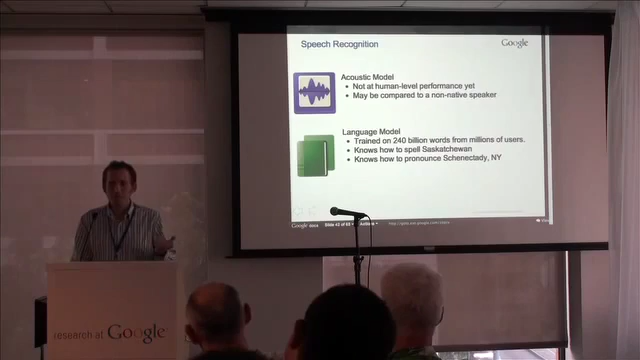 Speech Recognition
Google
Acoustic Model
• Not at human-level performance yet
• May be compared to a non-native speaker
Language Model
• Trained on 240 billion words from millions of users.
• Knows how to spell Saskatchewan
• Knows how to pronounce Schenectady, NY
Google docs
research at Google